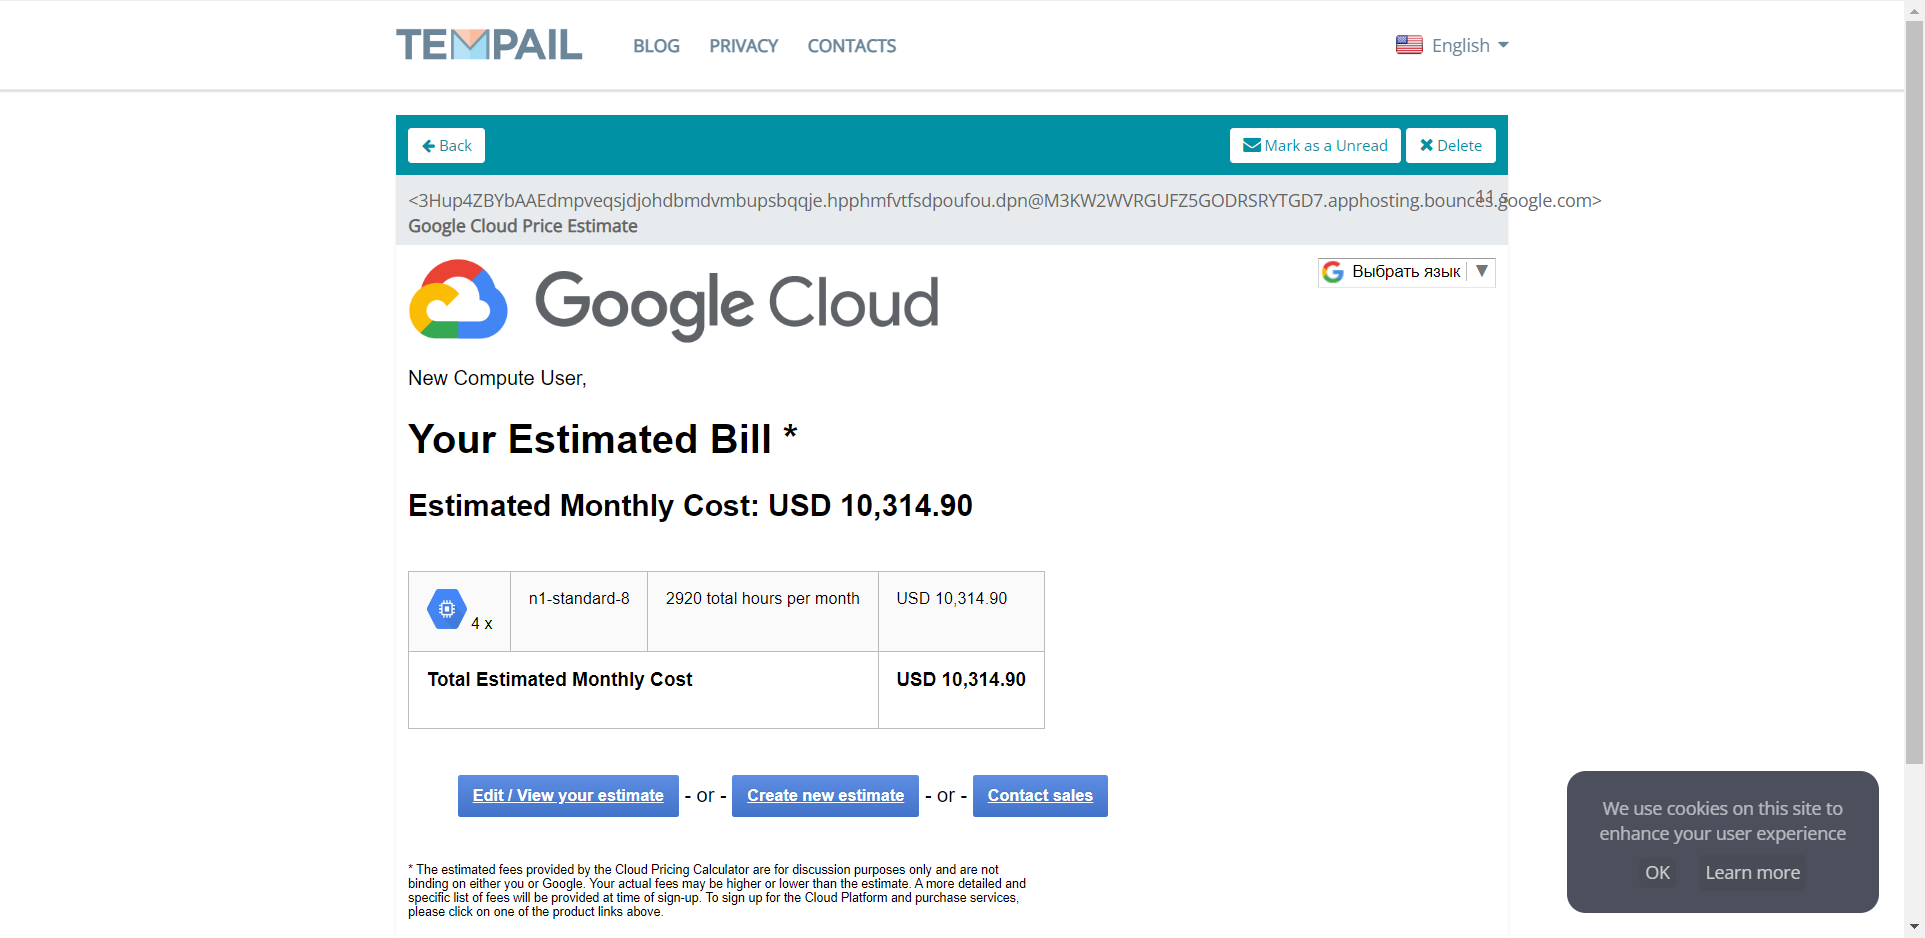 TEMPAIL BLOG PRIVACY CONTACTS English
Back Mark as a Unread Delete
<3Hup4ZBYbAAEdmpveqsjdjohdbmdvmbupsbqqje.hpphmfvtfsdpoufou.dpn@M3KW2WVRGUFZ5GODRSRYTGD7.apphosting.bounces.google.com>
Google Cloud Price Estimate
Google Cloud
Выбрать язык ▼
New Compute User,
Your Estimated Bill *
Estimated Monthly Cost: USD 10,314.90
4 x n1-standard-8 2920 total hours per month USD 10,314.90
Total Estimated Monthly Cost USD 10,314.90
Edit / View your estimate - or - Create new estimate - or - Contact sales
* The estimated fees provided by the Cloud Pricing Calculator are for discussion purposes only and are not
binding on either you or Google. Your actual fees may be higher or lower than the estimate. A more detailed and
specific list of fees will be provided at time of sign-up. To sign up for the Cloud Platform and purchase services,
please click on one of the product links above.
We use cookies on this site to
enhance your user experience
OK Learn more